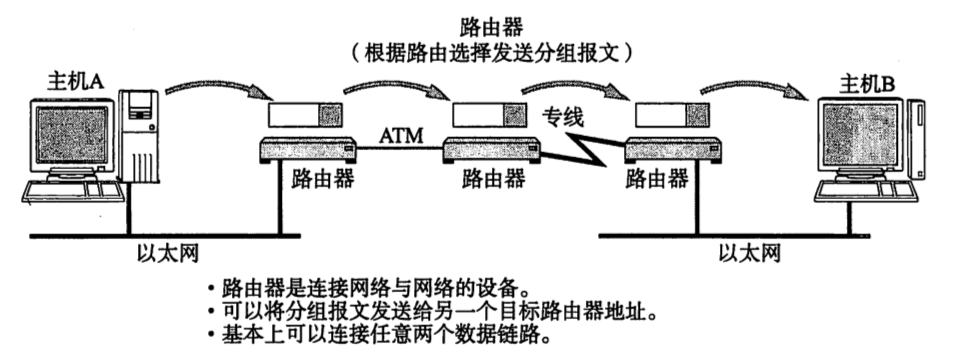 路由器
（根据路由选择发送分组报文）
主机A
主机B
ATM
专线
路由器
路由器
路由器
以太网
以太网
·路由器是连接网络与网络的设备。
·可以将分组报文发送给另一个目标路由器地址。
·基本上可以连接任意两个数据链路。